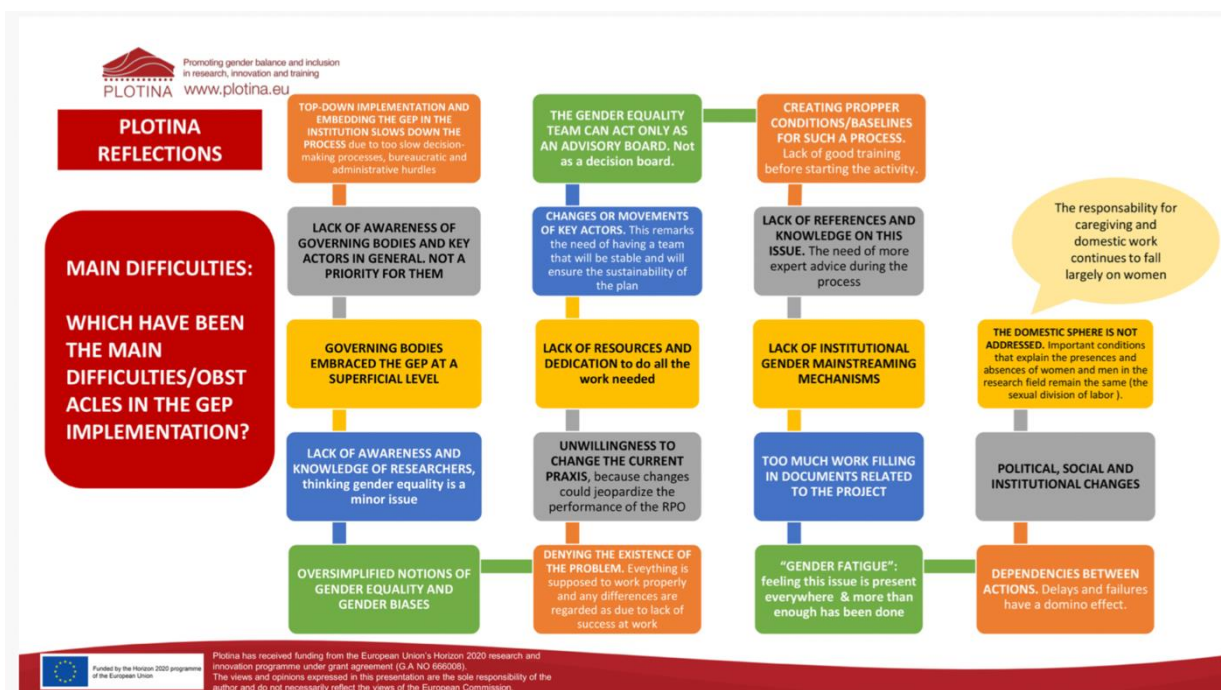 Promoting gender balance and inclusion
in research, innovation and training
PLOTINA www.plotina.eu
PLOTINA
REFLECTIONS
MAIN DIFFICULTIES:
WHICH HAVE BEEN
THE MAIN
DIFFICULTIES/OBST
ACLES IN THE GEP
IMPLEMENTATION?
TOP-DOWN IMPLEMENTATION AND
EMBEDDING THE GEP IN THE
INSTITUTION SLOWS DOWN THE
PROCESS due to too slow decision-
making processes, bureaucratic and
administrative hurdles
LACK OF AWARENESS OF
GOVERNING BODIES AND KEY
ACTORS IN GENERAL. NOT A
PRIORITY FOR THEM
GOVERNING BODIES
EMBRACED THE GEP AT A
SUPERFICIAL LEVEL
LACK OF AWARENESS AND
KNOWLEDGE OF RESEARCHERS,
thinking gender equality is a
minor issue
OVERSIMPLIFIED NOTIONS OF
GENDER EQUALITY AND
GENDER BIASES
DENYING THE EXISTENCE OF
THE PROBLEM. Eveything is
supposed to work properly
and any differences are
regarded as due to lack of
success at work
UNWILLINGNESS TO
CHANGE THE CURRENT
PRAXIS, because changes
could jeopardize the
performance of the RPO
LACK OF RESOURCES AND
DEDICATION to do all the
work needed
CHANGES OR MOVEMENTS
OF KEY ACTORS. This remarks
the need of having a team
that will be stable and will
ensure the sustainability of
the plan
THE GENDER EQUALITY
TEAM CAN ACT ONLY AS
AN ADVISORY BOARD. Not
as a decision board.
CREATING PROPPER
CONDITIONS/BASELINES
FOR SUCH A PROCESS.
Lack of good training
before starting the activity.
LACK OF REFERENCES AND
KNOWLEDGE ON THIS
ISSUE. The need of more
expert advice during the
process
LACK OF INSTITUTIONAL
GENDER MAINSTREAMING
MECHANISMS
TOO MUCH WORK FILLING
IN DOCUMENTS RELATED
TO THE PROJECT
"GENDER FATIGUE":
feeling this issue is present
everywhere & more than
enough has been done
DEPENDENCIES BETWEEN
ACTIONS. Delays and failures
have a domino effect.
POLITICAL, SOCIAL AND
INSTITUTIONAL CHANGES
THE DOMESTIC SPHERE IS NOT
ADDRESSED. Important conditions
that explain the presences and
absences of women and men in the
research field remain the same (the
sexual division of labor ).
The responsability for
caregiving and
domestic work
continues to fall
largely on women
Funded by the Horizon 2020 programme
of the European Union
Plotina has received funding from the European Union's Horizon 2020 research and
innovation programme under grant agreement (G.A NO 666008).
The views and opinions expressed in this presentation are the sole responsibility of the
author and do not necessarily reflect the views of the European Commission.